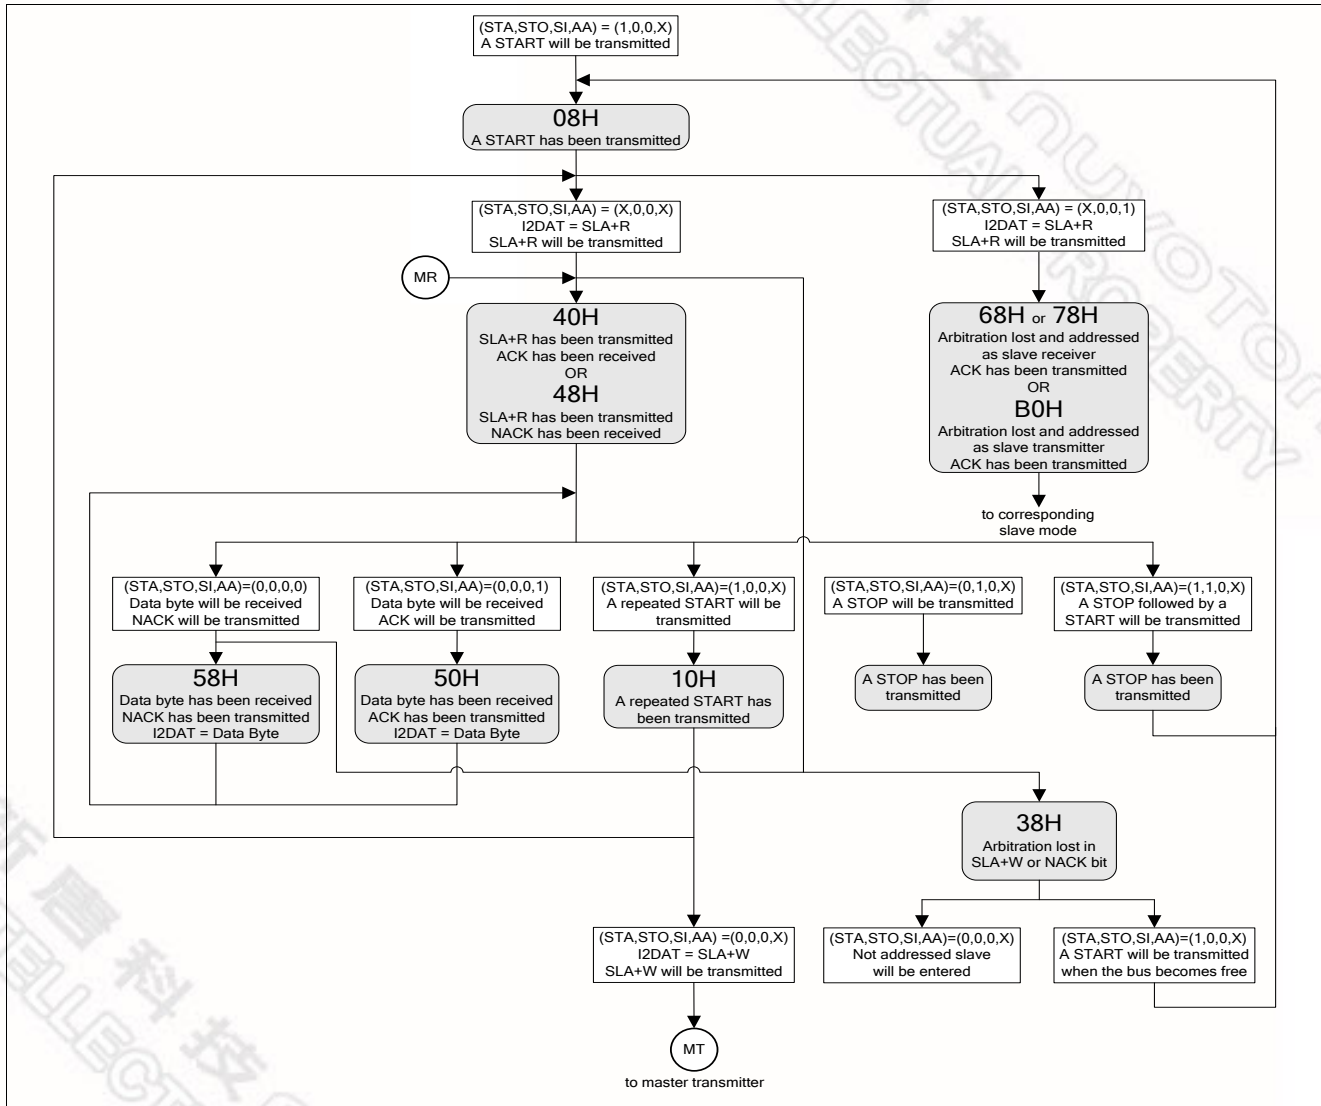 (STA,STO,SI,AA) = (1,0,0,X)
A START will be transmitted
08H
A START has been transmitted
(STA,STO,SI,AA) = (X,0,0,X)
I2DAT = SLA+R
SLA+R will be transmitted
(STA,STO,SI,AA) = (X,0,0,1)
I2DAT = SLA+R
SLA+R will be transmitted
MR
40H
SLA+R has been transmitted
ACK has been received
OR
48H
SLA+R has been transmitted
NACK has been received
68H or 78H
Arbitration lost and addressed
as slave receiver
ACK has been transmitted
OR
B0H
Arbitration lost and addressed
as slave transmitter
ACK has been transmitted
to corresponding
slave mode
(STA,STO,SI,AA)=(0,0,0,0)
Data byte will be received
NACK will be transmitted
(STA,STO,SI,AA)=(0,0,0,1)
Data byte will be received
ACK will be transmitted
(STA,STO,SI,AA)=(1,0,0,X)
A repeated START will be
transmitted
(STA,STO,SI,AA)=(0,1,0,X)
A STOP will be transmitted
(STA,STO,SI,AA)=(1,1,0,X)
A STOP followed by a
START will be transmitted
58H
Data byte has been received
NACK has been transmitted
I2DAT = Data Byte
50H
Data byte has been received
ACK has been transmitted
I2DAT = Data Byte
10H
A repeated START has
been transmitted
A STOP has been
transmitted
A STOP has been
transmitted
38H
Arbitration lost in
SLA+W or NACK bit
(STA,STO,SI,AA) =(0,0,0,X)
I2DAT = SLA+W
SLA+W will be transmitted
(STA,STO,SI,AA)=(0,0,0,X)
Not addressed slave
will be entered
(STA,STO,SI,AA)=(1,0,0,X)
A START will be transmitted
when the bus becomes free
MT
to master transmitter
科技 nuvoton
LECTUAL PROPERTY
新唐科技
TELLECT